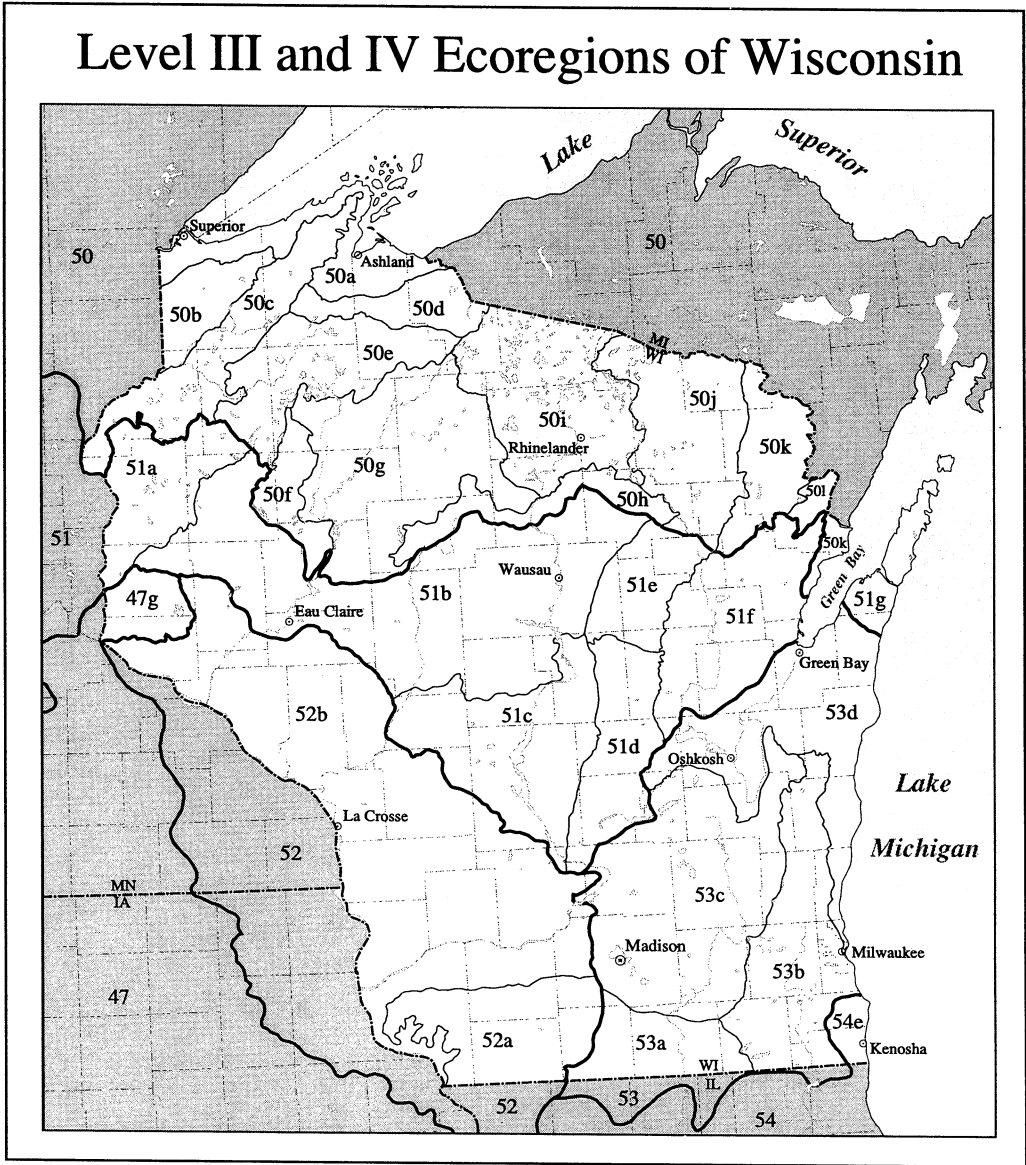 Level III and IV Ecoregions of Wisconsin
Lake
Superior
Superior
50
50
Ashland
50a
50c
50b
50d
MI
WI
50e
50j
50i
Rhinelander
50k
51a
50g
50f
50l
50h
51
50k
Wausau
51e
51b
Green Bay
47g
51g
Eau Claire
51f
Green Bay
52b
51c
53d
51d
Oshkosh
Lake
La Crosse
Michigan
52
MN
IA
53c
Madison
Milwaukee
53b
47
54e
52a
53a
Kenosha
WI
IL
53
52
54